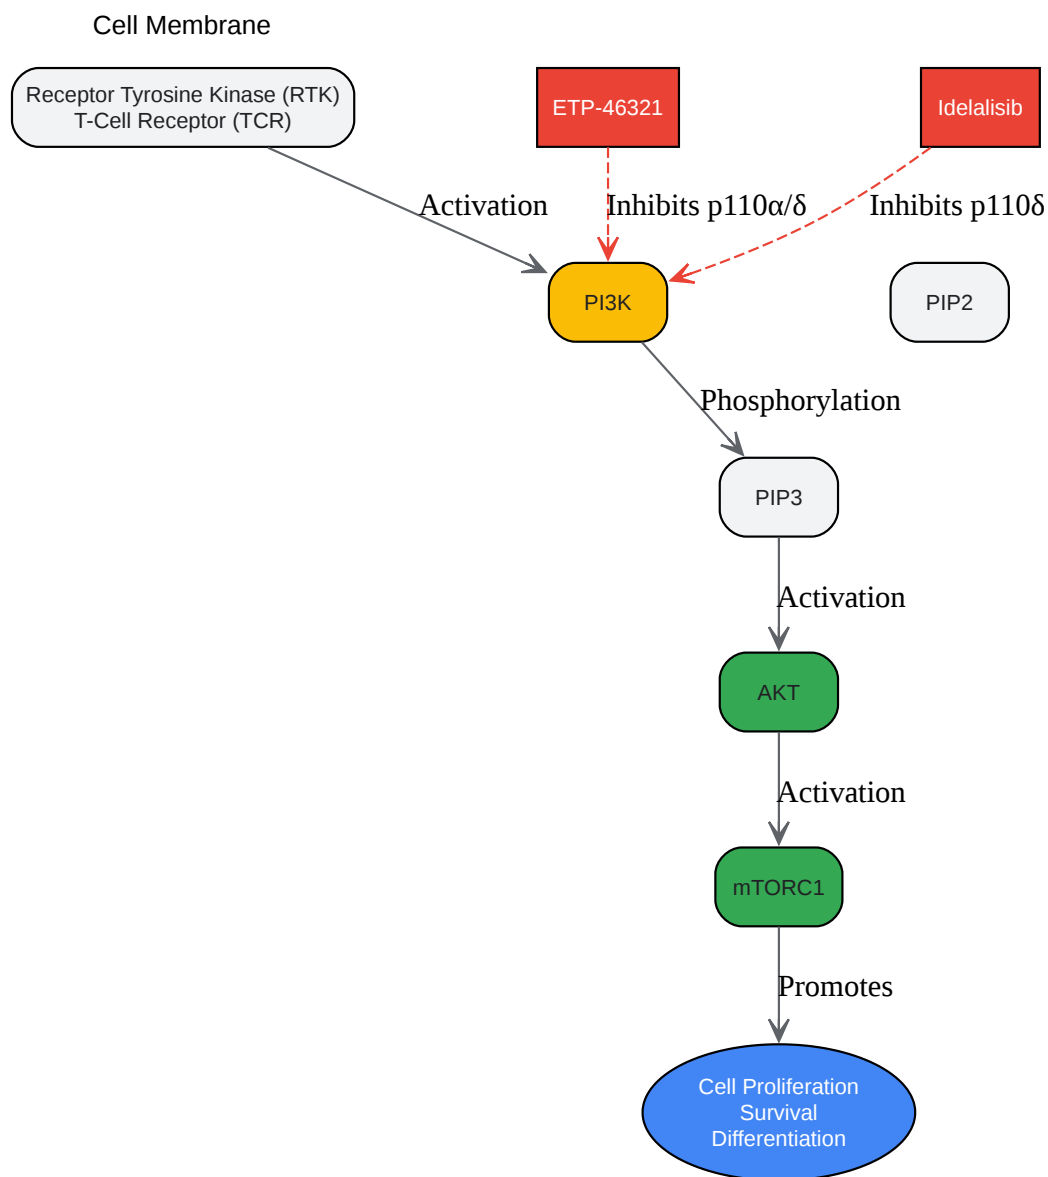 Cell Membrane
Receptor Tyrosine Kinase (RTK)
T-Cell Receptor (TCR)
ETP-46321
Idelalisib
Activation
Inhibits p110α/δ
Inhibits p110δ
PI3K
PIP2
Phosphorylation
PIP3
Activation
AKT
Activation
mTORC1
Promotes
Cell Proliferation
Survival
Differentiation